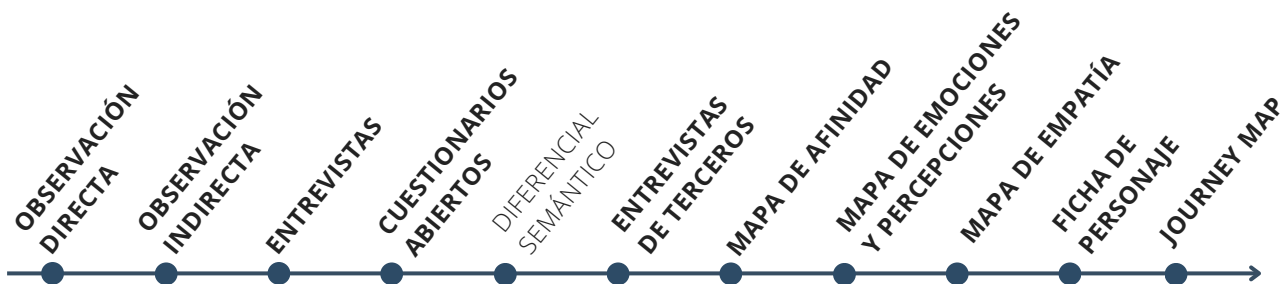 OBSERVACIÓN
DIRECTA
OBSERVACIÓN
INDIRECTA
ENTREVISTAS
CUESTIONARIOS
ABIERTOS
DIFERENCIAL
SEMÁNTICO
ENTREVISTAS
DE TERCEROS
MAPA DE AFINIDAD
MAPA DE EMOCIONES
Y PERCEPCIONES
MAPA DE EMPATÍA
FICHA DE
PERSONAJE
JOURNEY MAP